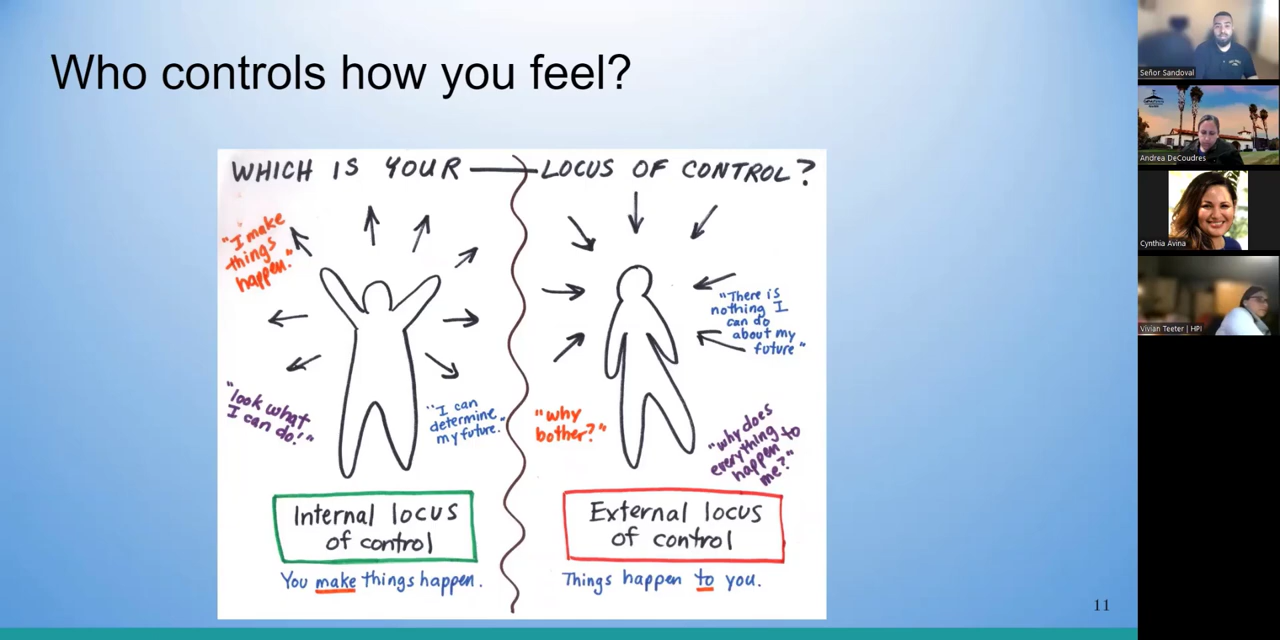 Who controls how you feel?
WHICH IS YOUR LOCUS OF CONTROL?
"I make
things
happen."
"look what
I can do!"
"I can
determine
my future."
Internal locus
of control
You make things happen.
"There is
nothing I
can do
about my
future"
"why
bother?"
"why does
everything
happen to
me?"
External locus
of control
Things happen to you.
11
Señor Sandoval
Andrea DeCoudres
Cynthia Avina
Vivian Teeter | HPI